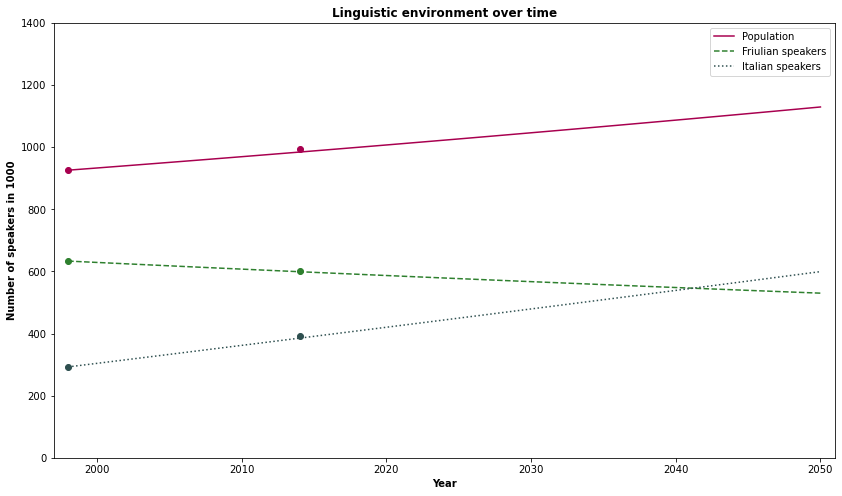 Linguistic environment over time
Population
Friulian speakers
Italian speakers
Number of speakers in 1000
1400
1200
1000
800
600
400
200
0
2000
2010
2020
2030
2040
2050
Year